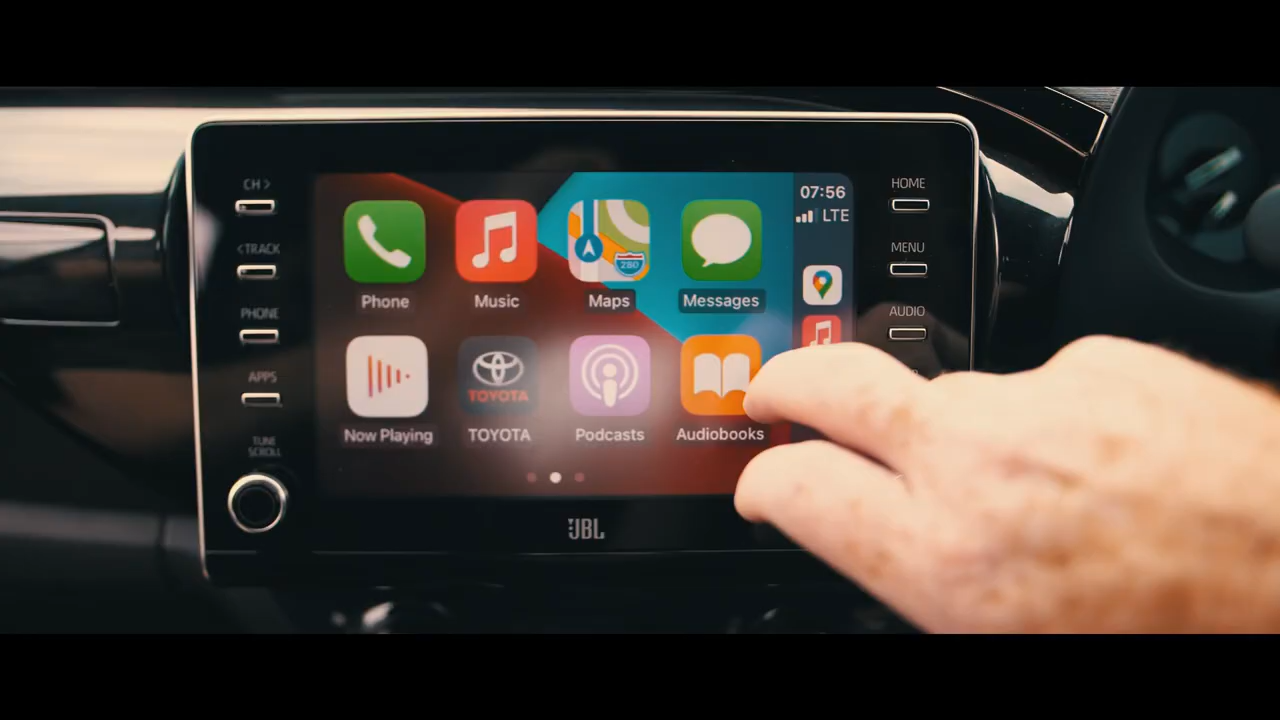 CH >
< TRACK
PHONE
APPS
TUNE
SCROLL
07:56
LTE
280
Phone
Music
Maps
Messages
TOYOTA
Now Playing
TOYOTA
Podcasts
Audiobooks
JBL
HOME
MENU
AUDIO